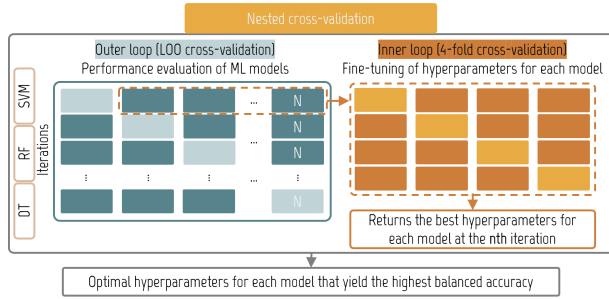 Nested cross-validation
Outer loop (LOO cross-validation)
Performance evaluation of ML models
Inner loop (4-fold cross-validation)
Fine-tuning of hyperparameters for each model
SVM
RF
DT
Iterations
... N
N
N
... ... ... ...
N
Returns the best hyperparameters for
each model at the nth iteration
Optimal hyperparameters for each model that yield the highest balanced accuracy